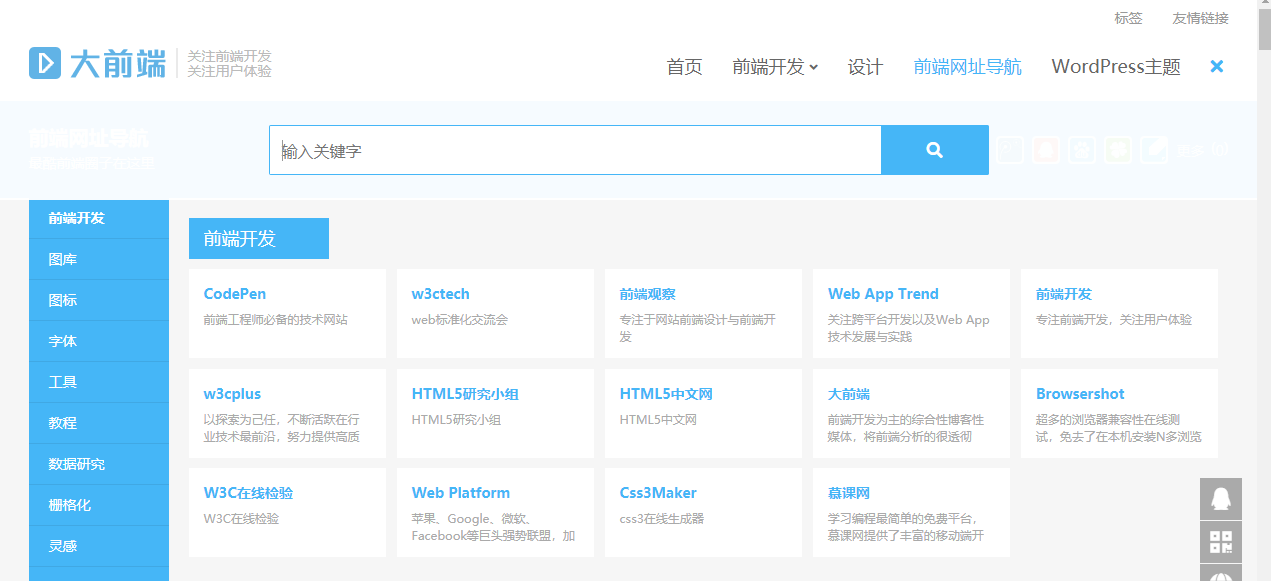 标签 友情链接
大前端
关注前端开发
关注用户体验
首页 前端开发 设计 前端网址导航 WordPress主题
前端网址导航
输入关键字
前端开发
图库
图标
字体
工具
教程
数据研究
栅格化
灵感
前端开发
CodePen
前端工程师必备的技术网站
w3ctech
web标准化交流会
前端观察
专注于网站前端设计与前端开
发
Web App Trend
关注跨平台开发以及Web App
技术发展与实践
前端开发
专注前端开发，关注用户体验
w3cplus
以探索为己任，不断活跃在行
业技术最前沿，努力提供高质
HTML5研究小组
HTML5研究小组
HTML5中文网
HTML5中文网
大前端
前端开发为主的综合性博客性
媒体，将前端分析的很透彻
Browsershot
超多的浏览器兼容性在线测
试，免去了在本机安装N多浏览
W3C在线检验
W3C在线检验
Web Platform
苹果、Google、微软、
Facebook等巨头强势联盟，加
Css3Maker
css3在线生成器
慕课网
学习编程最简单的免费平台，
慕课网提供了丰富的移动端开